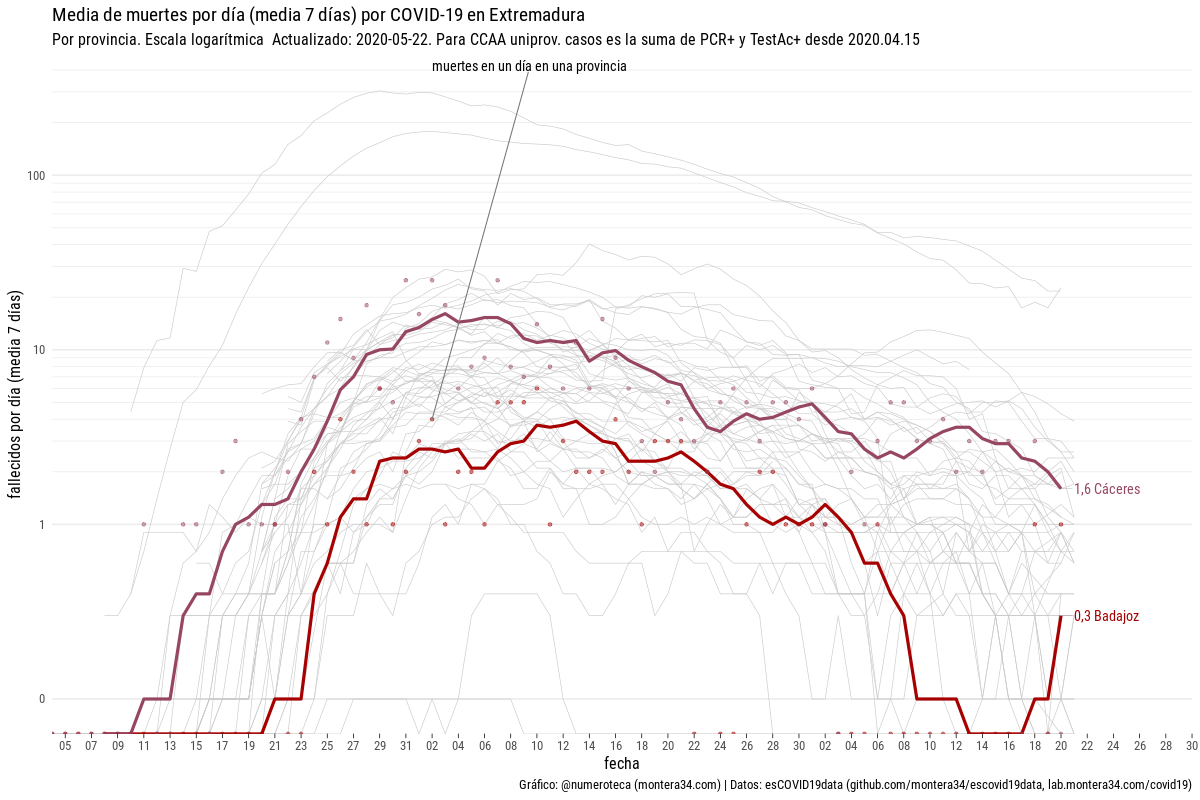 Media de muertes por día (media 7 días) por COVID-19 en Extremadura
Por provincia. Escala logarítmica  Actualizado: 2020-05-22. Para CCAA uniprov. casos es la suma de PCR+ y TestAc+ desde 2020.04.15
muertes en un día en una provincia
fallecidos por día (media  7 días)
100
10
1
0
1,6 Cáceres
0,3 Badajoz
05 07 09 11 13 15 17 19 21 23 25 27 29 31 02 04 06 08 10 12 14 16 18 20 22 24 26 28 30 02 04 06 08 10 12 14 16 18 20 22 24 26 28 30
fecha
Gráfico: @numeroteca (montera34.com) | Datos: esCOVID19data (github.com/montera34/escovid19data, lab.montera34.com/covid19)